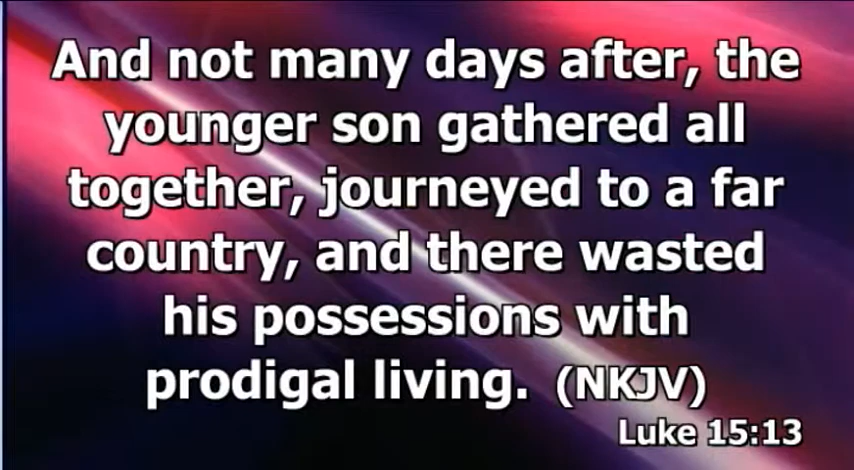 And not many days after, the
younger son gathered all
together, journeyed to a far
country, and there wasted
his possessions with
prodigal living. (NKJV)
Luke 15:13